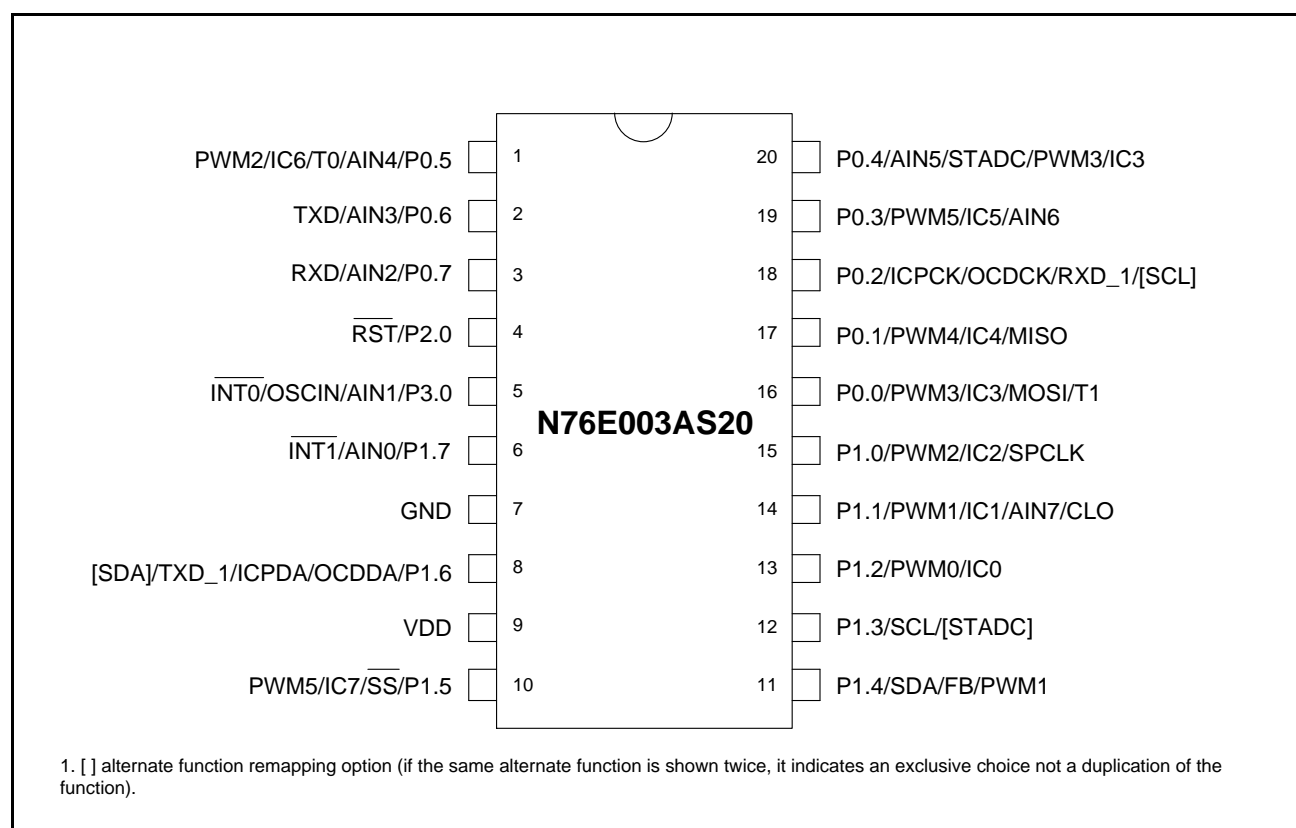 PWM2/IC6/T0/AIN4/P0.5 1 20 P0.4/AIN5/STADC/PWM3/IC3
TXD/AIN3/P0.6 2 19 P0.3/PWM5/IC5/AIN6
RXD/AIN2/P0.7 3 18 P0.2/ICPCK/OCDCK/RXD_1/[SCL]
RST/P2.0 4 17 P0.1/PWM4/IC4/MISO
INT0/OSCIN/AIN1/P3.0 5 16 P0.0/PWM3/IC3/MOSI/T1
N76E003AS20
INT1/AIN0/P1.7 6 15 P1.0/PWM2/IC2/SPCLK
GND 7 14 P1.1/PWM1/IC1/AIN7/CLO
[SDA]/TXD_1/ICPDA/OCDDA/P1.6 8 13 P1.2/PWM0/IC0
VDD 9 12 P1.3/SCL/[STADC]
PWM5/IC7/SS/P1.5 10 11 P1.4/SDA/FB/PWM1
1. [ ] alternate function remapping option (if the same alternate function is shown twice, it indicates an exclusive choice not a duplication of the
function).